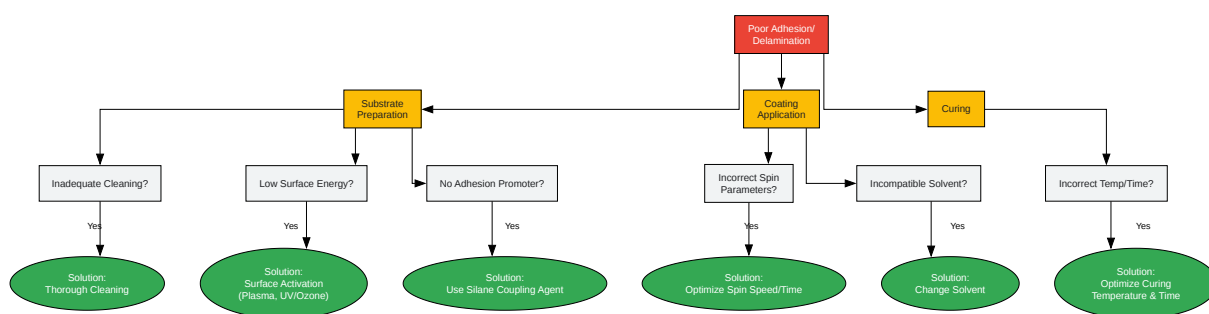 Poor Adhesion/
Delamination
Substrate
Preparation
Coating
Application
Curing
Inadequate Cleaning?
Low Surface Energy?
No Adhesion Promoter?
Incorrect Spin
Parameters?
Incompatible Solvent?
Incorrect Temp/Time?
Yes
Yes
Yes
Yes
Yes
Yes
Solution:
Thorough Cleaning
Solution:
Surface Activation
(Plasma, UV/Ozone)
Solution:
Use Silane Coupling Agent
Solution:
Optimize Spin Speed/Time
Solution:
Change Solvent
Solution:
Optimize Curing
Temperature & Time